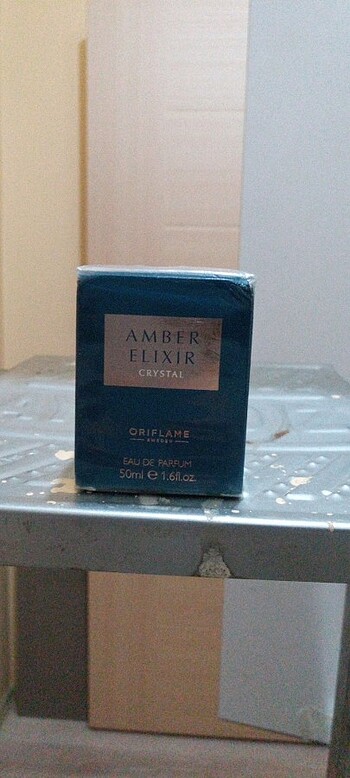 AMBER
ELIXIR
CRYSTAL
ORIFLAME
SWEDEN
EAU DE PARFUM
50ml ℮ 1.6fl.oz.